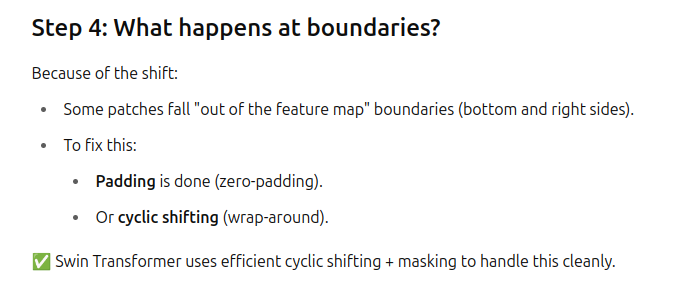 Step 4: What happens at boundaries?
Because of the shift:
• Some patches fall "out of the feature map" boundaries (bottom and right sides).
• To fix this:
• Padding is done (zero-padding).
• Or cyclic shifting (wrap-around).
✅ Swin Transformer uses efficient cyclic shifting + masking to handle this cleanly.